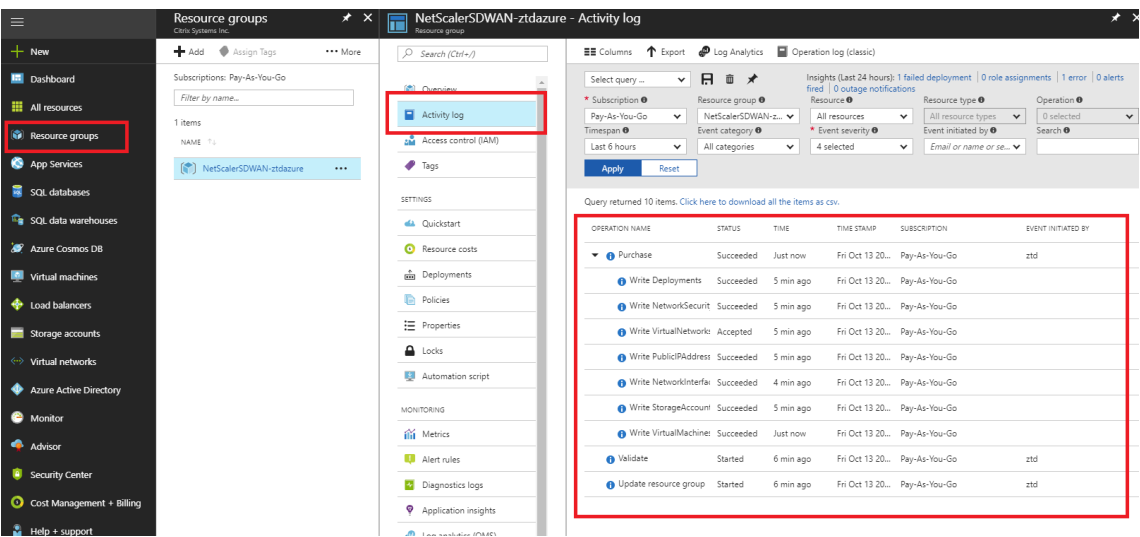 Resource groups
Citrix Systems Inc.
NetScalerSDWAN-ztdazure - Activity log
Resource group
New
Dashboard
All resources
Resource groups
App Services
SQL databases
SQL data warehouses
Azure Cosmos DB
Virtual machines
Load balancers
Storage accounts
Virtual networks
Azure Active Directory
Monitor
Advisor
Security Center
Cost Management + Billing
Help + support
Add Assign Tags ••• More
Subscriptions: Pay-As-You-Go
Filter by name...
1 items
NAME
NetScalerSDWAN-ztdazure •••
Search (Ctrl+/)
Overview
Activity log
Access control (IAM)
Tags
SETTINGS
Quickstart
Resource costs
Deployments
Policies
Properties
Locks
Automation script
MONITORING
Metrics
Alert rules
Diagnostics logs
Application insights
Log analytics (OMS)
Columns Export Log Analytics Operation log (classic)
Select query ...
Insights (Last 24 hours): 1 failed deployment | 0 role assignments | 1 error | 0 alerts
fired | 0 outage notifications
* Subscription Resource group * Resource Resource type Operation
Pay-As-You-Go NetScalerSDWAN-z... All resources All resource types 0 selected
Timespan Event category * Event severity Event initiated by Search
Last 6 hours All categories 4 selected Email or name or se...
Apply Reset
Query returned 10 items. Click here to download all the items as csv.
OPERATION NAME STATUS TIME TIME STAMP SUBSCRIPTION EVENT INITIATED BY
Purchase Succeeded Just now Fri Oct 13 20... Pay-As-You-Go ztd
Write Deployments Succeeded 5 min ago Fri Oct 13 20... Pay-As-You-Go
Write NetworkSecurit Succeeded 5 min ago Fri Oct 13 20... Pay-As-You-Go
Write VirtualNetworks Accepted 5 min ago Fri Oct 13 20... Pay-As-You-Go
Write PublicIPAddress Succeeded 5 min ago Fri Oct 13 20... Pay-As-You-Go
Write NetworkInterfac Succeeded 4 min ago Fri Oct 13 20... Pay-As-You-Go
Write StorageAccount Succeeded 5 min ago Fri Oct 13 20... Pay-As-You-Go
Write VirtualMachines Succeeded Just now Fri Oct 13 20... Pay-As-You-Go
Validate Started 6 min ago Fri Oct 13 20... Pay-As-You-Go ztd
Update resource group Started 6 min ago Fri Oct 13 20... Pay-As-You-Go ztd